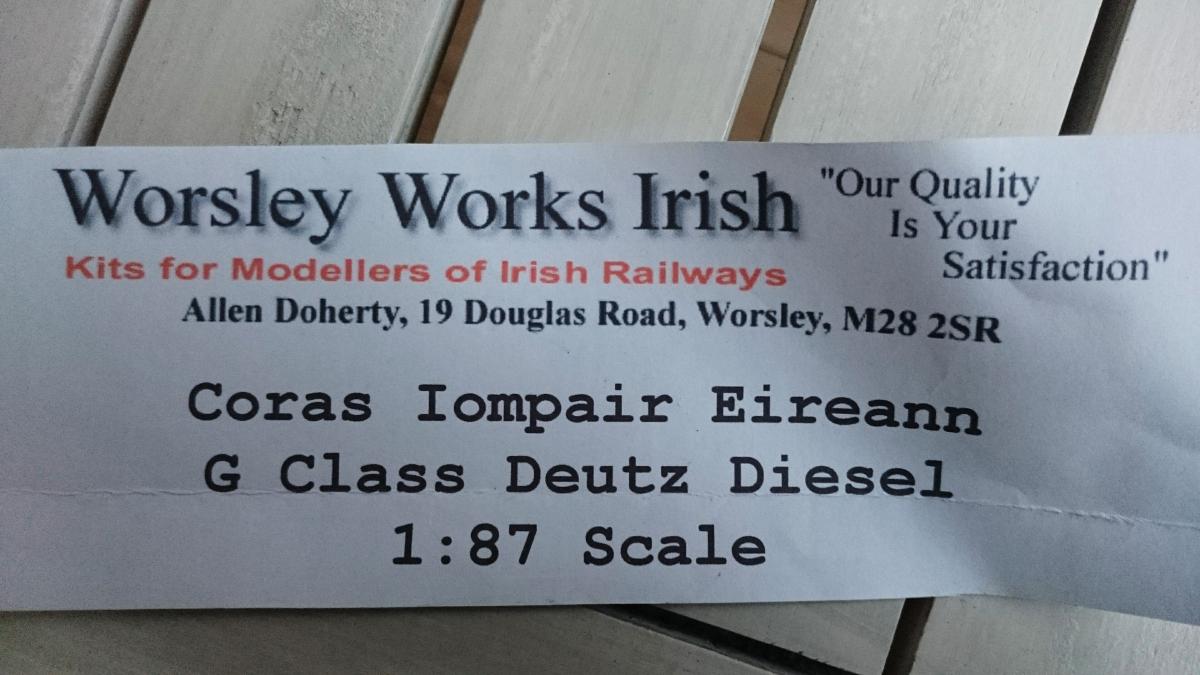 Worsley Works Irish
"Our Quality
Is Your
Satisfaction"
Kits for Modellers of Irish Railways
Allen Doherty, 19 Douglas Road, Worsley, M28 2SR
Coras Iompair Eireann
G Class Deutz Diesel
1:87 Scale